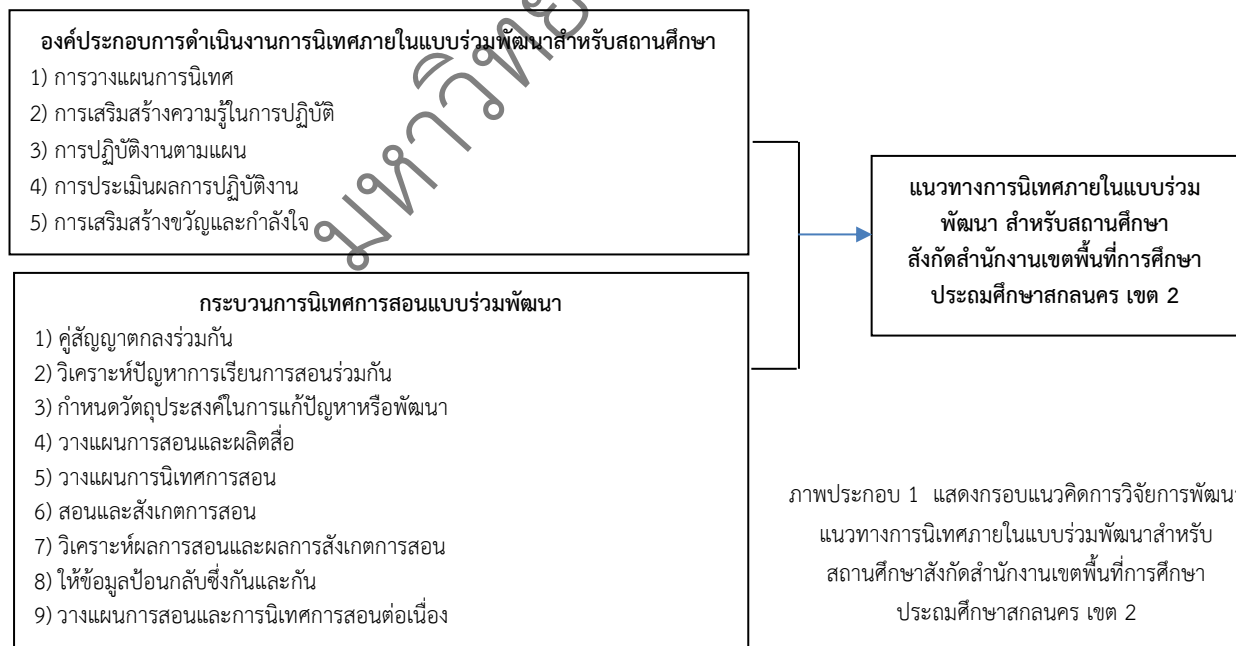 องค์ประกอบการดำเนินงานการนิเทศภายในแบบร่วมพัฒนาสำหรับสถานศึกษา
1) การวางแผนการนิเทศ
2) การเสริมสร้างความรู้ในการปฏิบัติ
3) การปฏิบัติงานตามแผน
4) การประเมินผลการปฏิบัติงาน
5) การเสริมสร้างขวัญและกำลังใจ
มหาวิทย
กระบวนการนิเทศการสอนแบบร่วมพัฒนา
1) คู่สัญญาตกลงร่วมกัน
2) วิเคราะห์ปัญหาการเรียนการสอนร่วมกัน
3) กำหนดวัตถุประสงค์ในการแก้ปัญหาหรือพัฒนา
4) วางแผนการสอนและผลิตสื่อ
5) วางแผนการนิเทศการสอน
6) สอนและสังเกตการสอน
7) วิเคราะห์ผลการสอนและผลการสังเกตการสอน
8) ให้ข้อมูลป้อนกลับซึ่งกันและกัน
9) วางแผนการสอนและการนิเทศการสอนต่อเนื่อง
แนวทางการนิเทศภายในแบบร่วม
พัฒนา สำหรับสถานศึกษา
สังกัดสำนักงานเขตพื้นที่การศึกษา
ประถมศึกษาสกลนคร เขต 2
ภาพประกอบ 1 แสดงกรอบแนวคิดการวิจัยการพัฒน
แนวทางการนิเทศภายในแบบร่วมพัฒนาสำหรับ
สถานศึกษาสังกัดสำนักงานเขตพื้นที่การศึกษา
ประถมศึกษาสกลนคร เขต 2